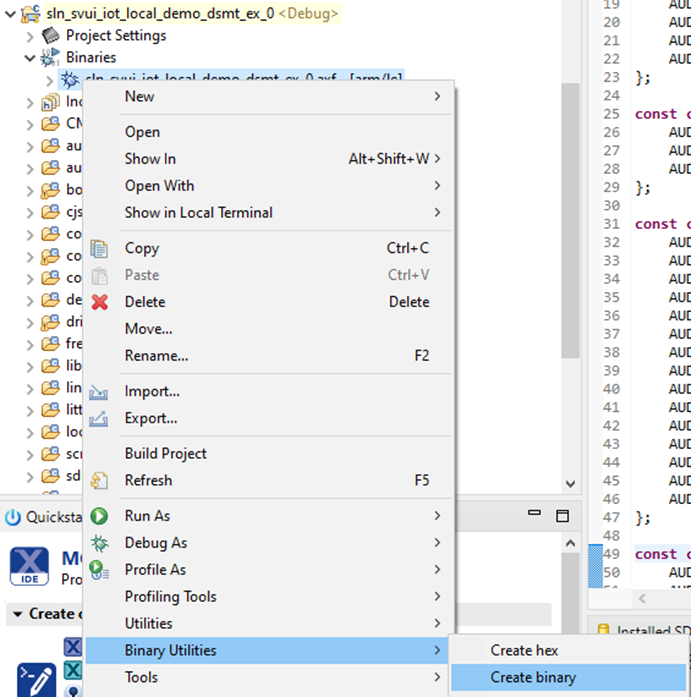 sln_svui_iot_local_demo_dsmt_ex_0 <Debug>
Project Settings
Binaries
sln_svui_iot_local_demo_dsmt_ex_0.axf - [arm/le]
Inc
CM
au
au
bo
cjs
co
co
co
de
dri
fre
lib
lin
litt
loc
scr
sd
New
Open
Show In Alt+Shift+W
Open With
Show in Local Terminal
Copy Ctrl+C
Paste Ctrl+V
Delete Delete
Move...
Rename... F2
Import...
Export...
Build Project
Refresh F5
Run As
Debug As
Profile As
Profiling Tools
Utilities
Binary Utilities
Tools
Create hex
Create binary
Quicksta
IDE
MC
Pro
Create c
19 AUD
20 AUD
21 AUD
22 AUD
23 };
24
25 const c
26 AUD
27 AUD
28 AUD
29 };
30
31 const c
32 AUD
33 AUD
34 AUD
35 AUD
36 AUD
37 AUD
38 AUD
39 AUD
40 AUD
41 AUD
42 AUD
43 AUD
44 AUD
45 AUD
46 AUD
47 };
48
49 const c
50 AUD
Installed SD